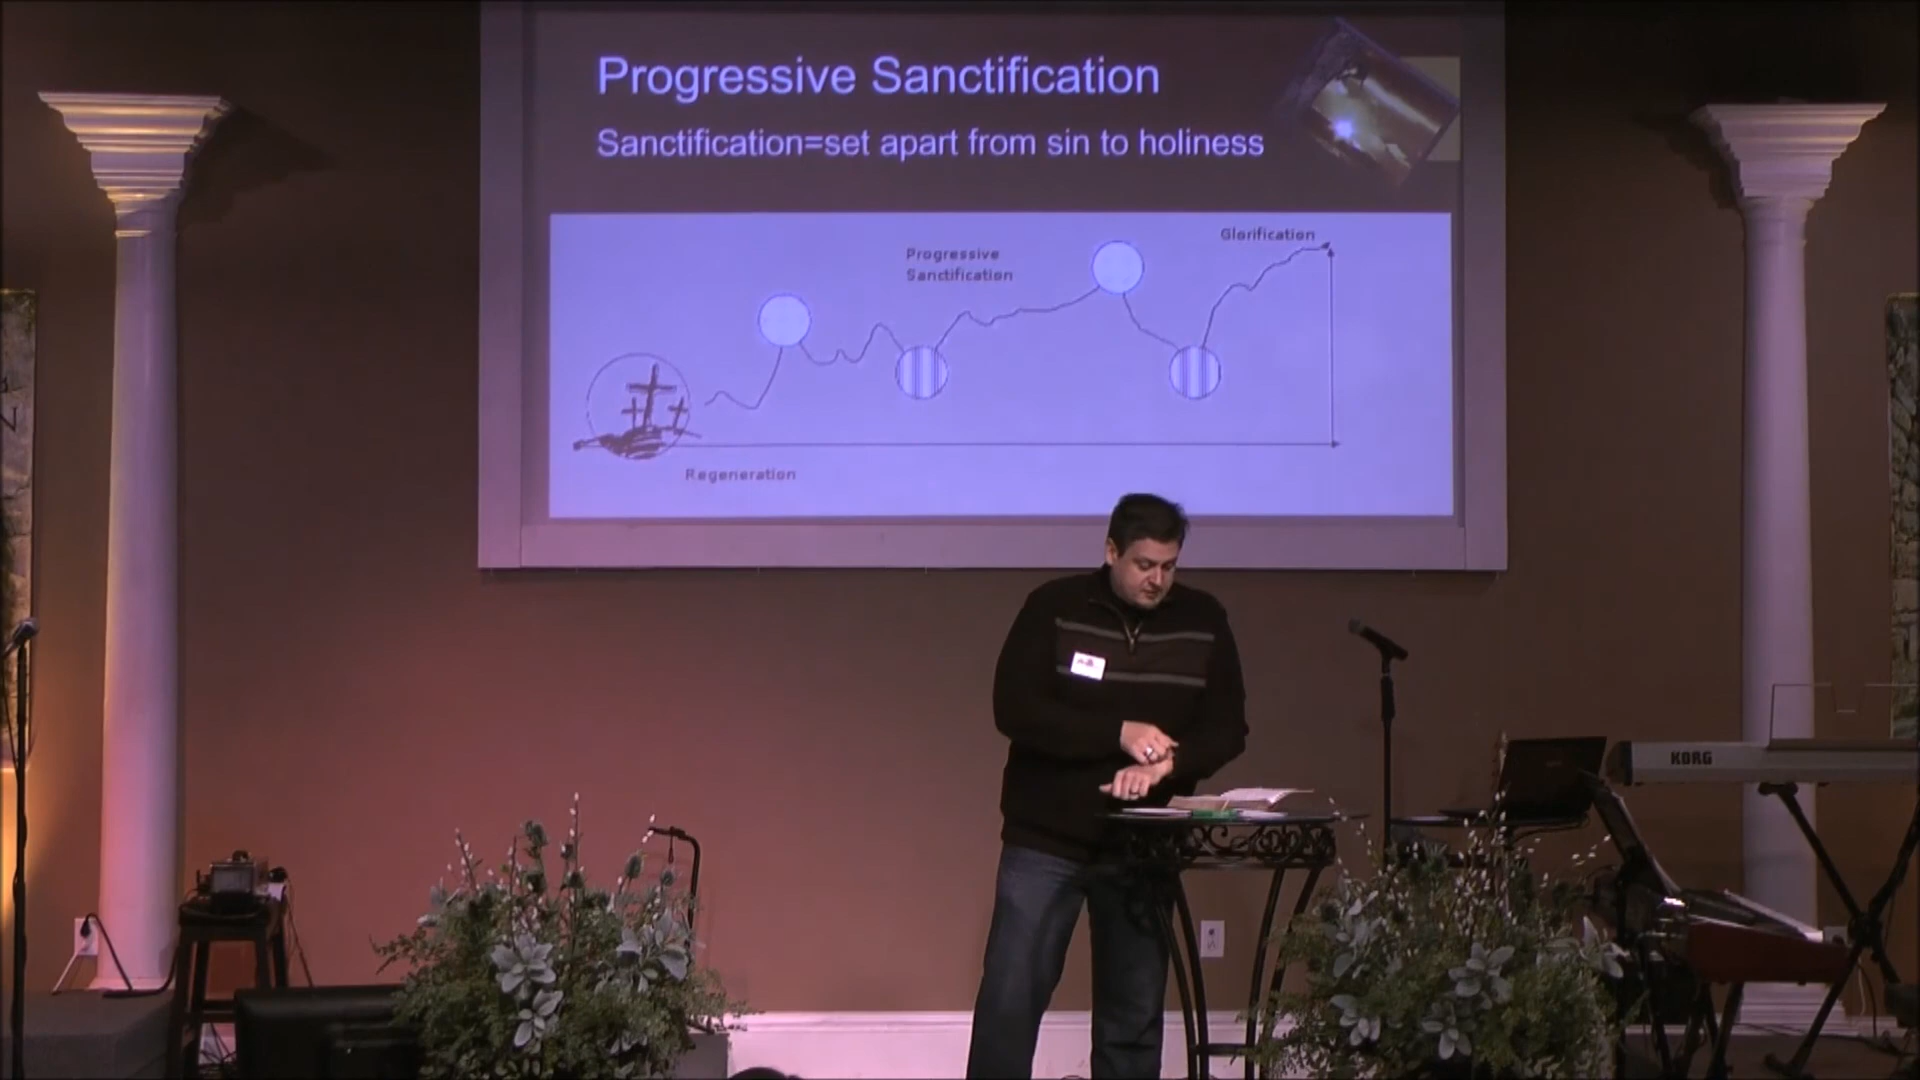 Progressive Sanctification
Sanctification=set apart from sin to holiness
Glorification
Progressive
Sanctification
Regeneration
KORG
N